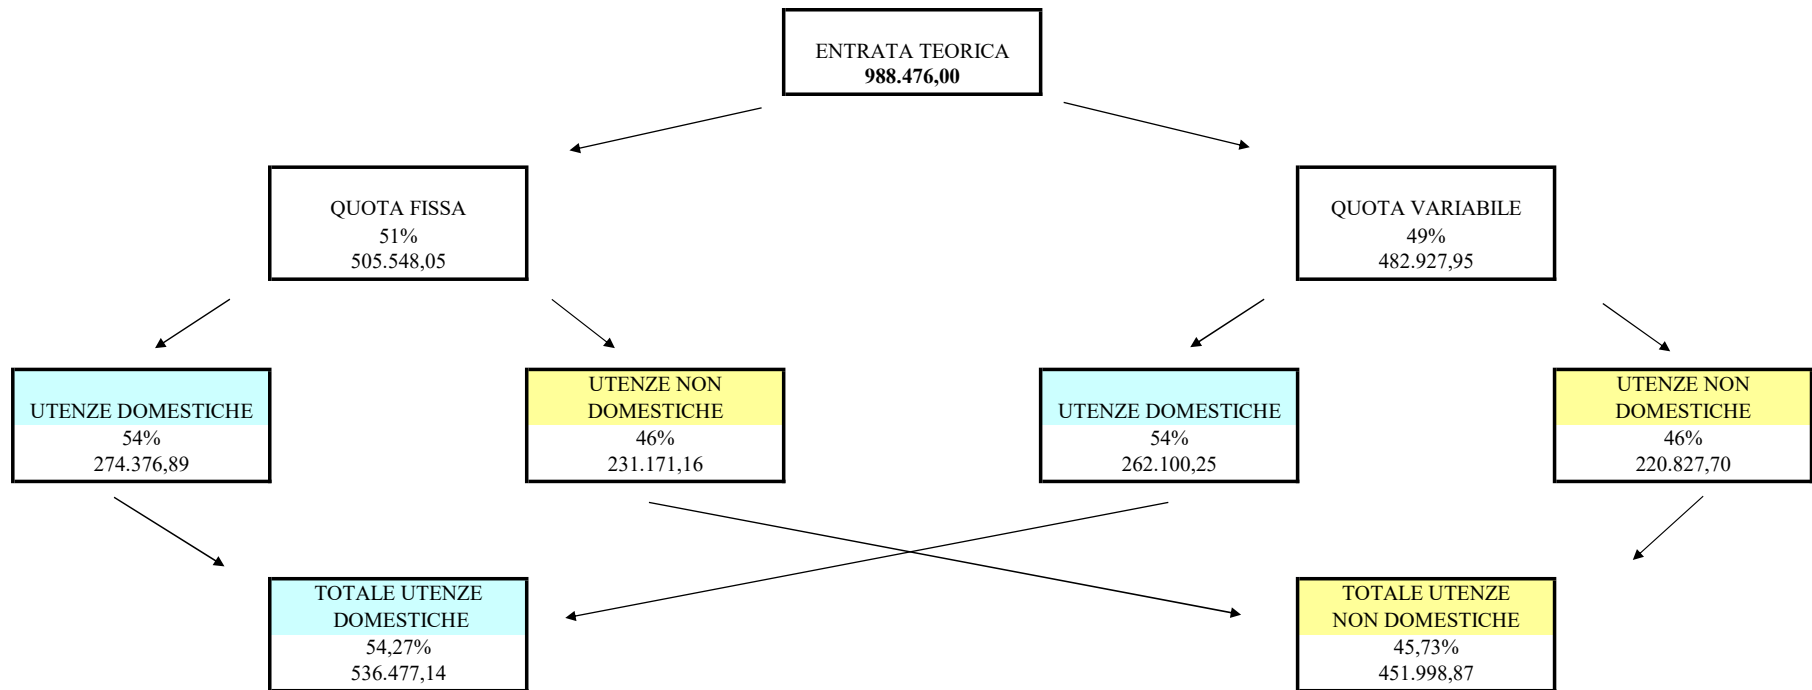 ENTRATA TEORICA
988.476,00
QUOTA FISSA
51%
505.548,05
QUOTA VARIABILE
49%
482.927,95
UTENZE DOMESTICHE
54%
274.376,89
UTENZE NON
DOMESTICHE
46%
231.171,16
UTENZE DOMESTICHE
54%
262.100,25
UTENZE NON
DOMESTICHE
46%
220.827,70
TOTALE UTENZE
DOMESTICHE
54,27%
536.477,14
TOTALE UTENZE
NON DOMESTICHE
45,73%
451.998,87